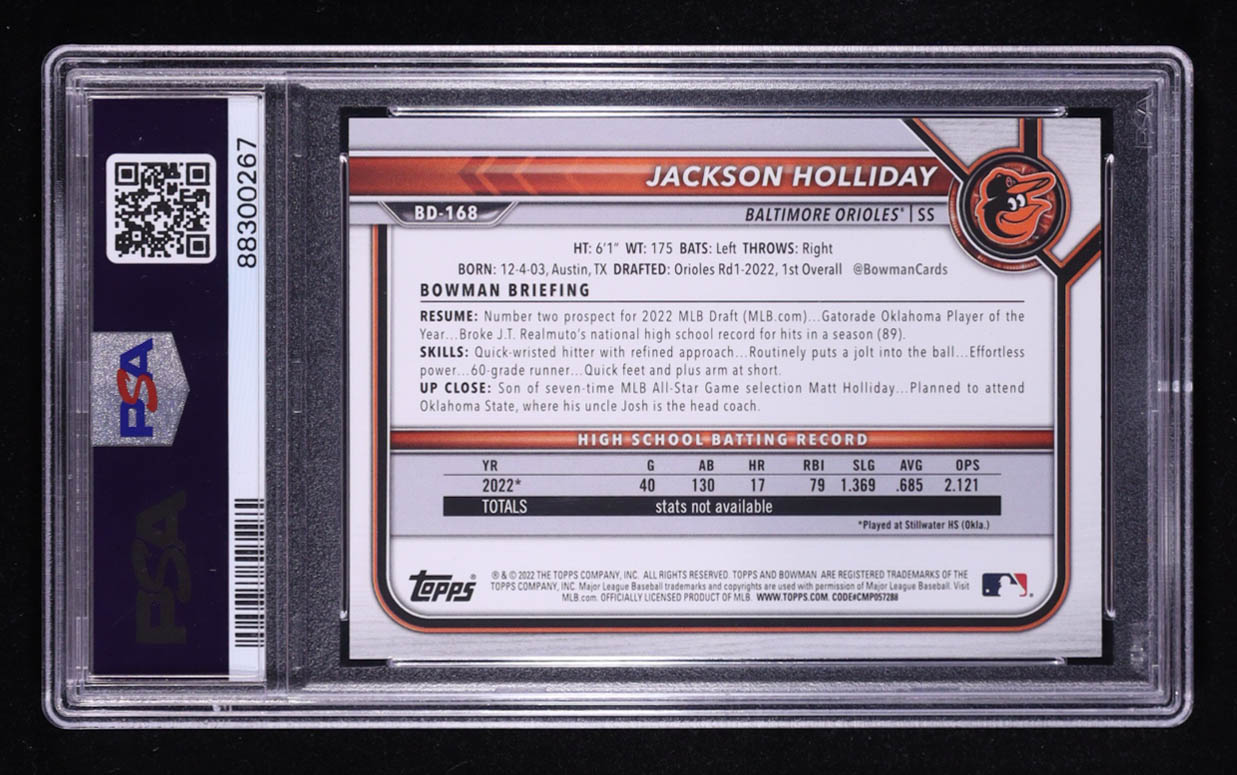 88300267
PSA
PSA
PSA
JACKSON HOLLIDAY
BD-168
BALTIMORE ORIOLES® | SS
HT: 6'1" WT: 175 BATS: Left THROWS: Right
BORN: 12-4-03, Austin, TX DRAFTED: Orioles Rd1-2022, 1st Overall @BowmanCards
BOWMAN BRIEFING
RESUME: Number two prospect for 2022 MLB Draft (MLB.com)...Gatorade Oklahoma Player of the
Year...Broke J.T. Realmuto's national high school record for hits in a season (89).
SKILLS: Quick-wristed hitter with refined approach...Routinely puts a jolt into the ball...Effortless
power...60-grade runner...Quick feet and plus arm at short.
UP CLOSE: Son of seven-time MLB All-Star Game selection Matt Holliday...Planned to attend
Oklahoma State, where his uncle Josh is the head coach.
HIGH SCHOOL BATTING RECORD
YR G AB HR RBI SLG AVG OPS
2022* 40 130 17 79 1.369 .685 2.121
TOTALS stats not available
*Played at Stillwater HS (Okla.)
topps®
® & © 2022 THE TOPPS COMPANY, INC. ALL RIGHTS RESERVED. TOPPS AND BOWMAN ARE REGISTERED TRADEMARKS OF THE
TOPPS COMPANY, INC. Major League Baseball trademarks and copyrights are used with permission of Major League Baseball. Visit
MLB.com. OFFICIALLY LICENSED PRODUCT OF MLB. WWW.TOPPS.COM. CODE#CMP057288